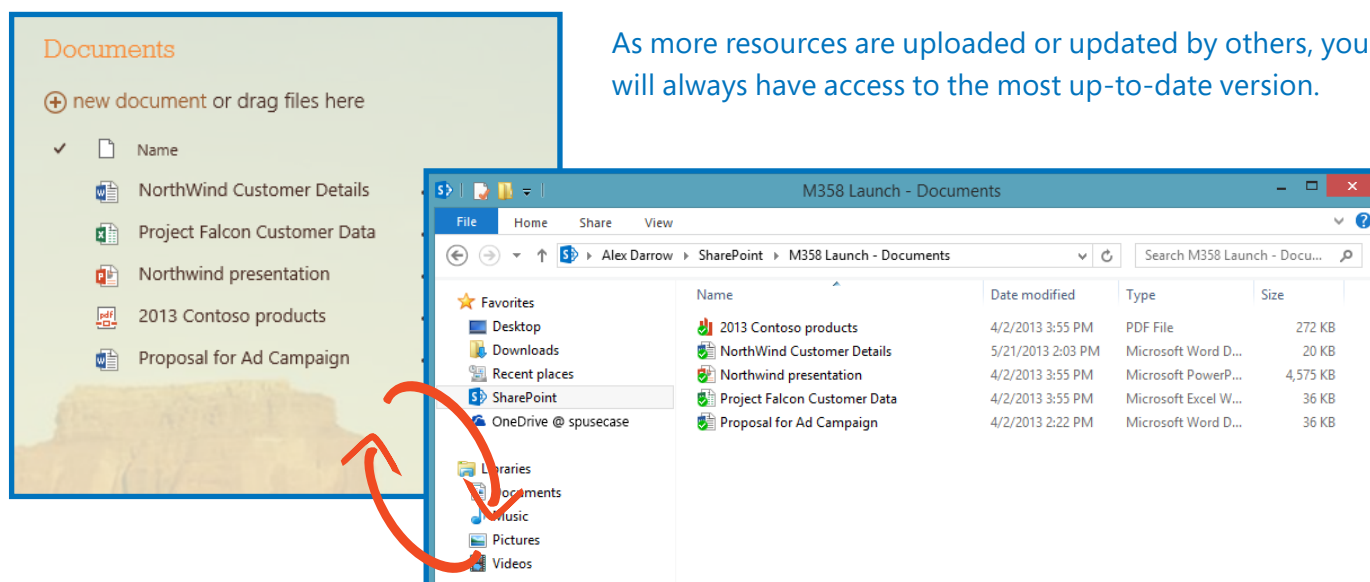 Documents
new document or drag files here
Name
NorthWind Customer Details
Project Falcon Customer Data
Northwind presentation
2013 Contoso products
Proposal for Ad Campaign
As more resources are uploaded or updated by others, you
will always have access to the most up-to-date version.
M358 Launch - Documents
File Home Share View
Alex Darrow SharePoint M358 Launch - Documents Search M358 Launch - Docu...
Favorites
Desktop
Downloads
Recent places
SharePoint
OneDrive @ spusecase
Libraries
Documents
Music
Pictures
Videos
Name Date modified Type Size
2013 Contoso products 4/2/2013 3:55 PM PDF File 272 KB
NorthWind Customer Details 5/21/2013 2:03 PM Microsoft Word D... 20 KB
Northwind presentation 4/2/2013 3:55 PM Microsoft PowerP... 4,575 KB
Project Falcon Customer Data 4/2/2013 3:55 PM Microsoft Excel W... 36 KB
Proposal for Ad Campaign 4/2/2013 2:22 PM Microsoft Word D... 36 KB